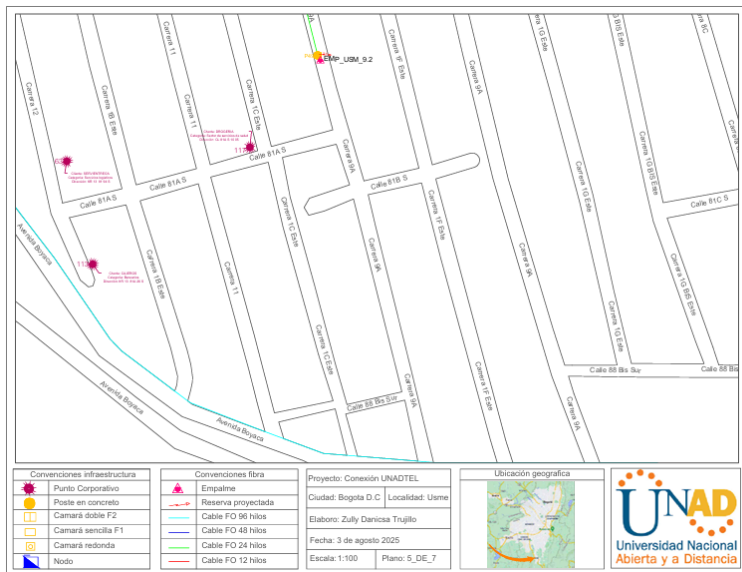 9A
EMP_USM_9.2
Carrera 11
Carrera 1F Este
Carrera 9A
Carrera 1G Este
Carrera 1G BIS Este
Carrera 8C
Carrera 12
Carrera 1B Este
Carrera 11
Carrera 1C Este
Calle 81A S
Carrera 9A
Calle 81A S
Calle 81B S
Carrera 1G BIS Este
Calle 81A S
Calle 81C S
Carrera 1C Este
Carrera 1F Este
Carrera 1G Este
Avenida Boyaca
Carrera 1B Este
Carrera 11
Carrera 9A
Carrera 9A
Carrera 1G BIS Este
Carrera 1C Este
Carrera 1G Este
Calle 88 Bis Sur
Calle 88 Bis
Avenida Boyaca
Carrera 9A
Carrera 1F Este
Calle 88 Bis Sur
Carrera 9A
Avenida Boyaca
Convenciones infraestructura
Punto Corporativo
Poste en concreto
Camará doble F2
Camará sencilla F1
Camará redonda
Nodo
Convenciones fibra
Empalme
Reserva proyectada
Cable FO 96 hilos
Cable FO 48 hilos
Cable FO 24 hilos
Cable FO 12 hilos
Proyecto: Conexión UNADTEL
Ciudad: Bogota D.C
Localidad: Usme
Elaboro: Zully Danicsa Trujillo
Fecha: 3 de agosto 2025
Escala:1:100
Plano: 5_DE_7
Ubicación geografica
UNAD
Universidad Nacional
Abierta y a Distancia